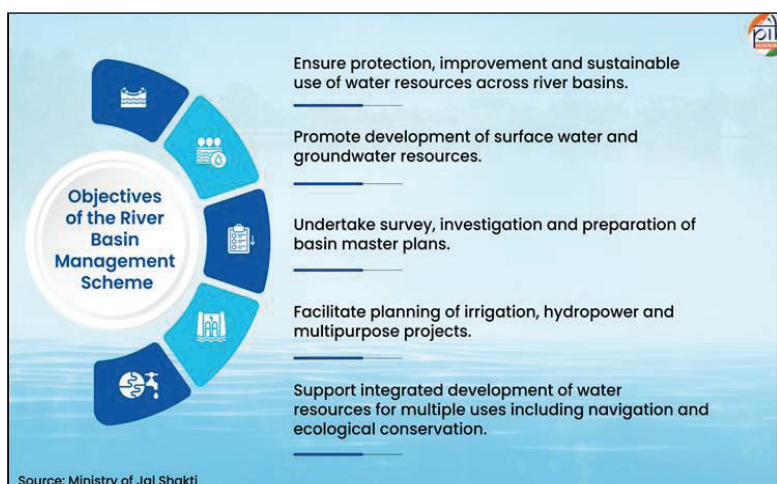 Objectives
of the River
Basin
Management
Scheme
Ensure protection, improvement and sustainable
use of water resources across river basins.
Promote development of surface water and
groundwater resources.
Undertake survey, investigation and preparation of
basin master plans.
Facilitate planning of irrigation, hydropower and
multipurpose projects.
Support integrated development of water
resources for multiple uses including navigation and
ecological conservation.
Source: Ministry of Jal Shakti